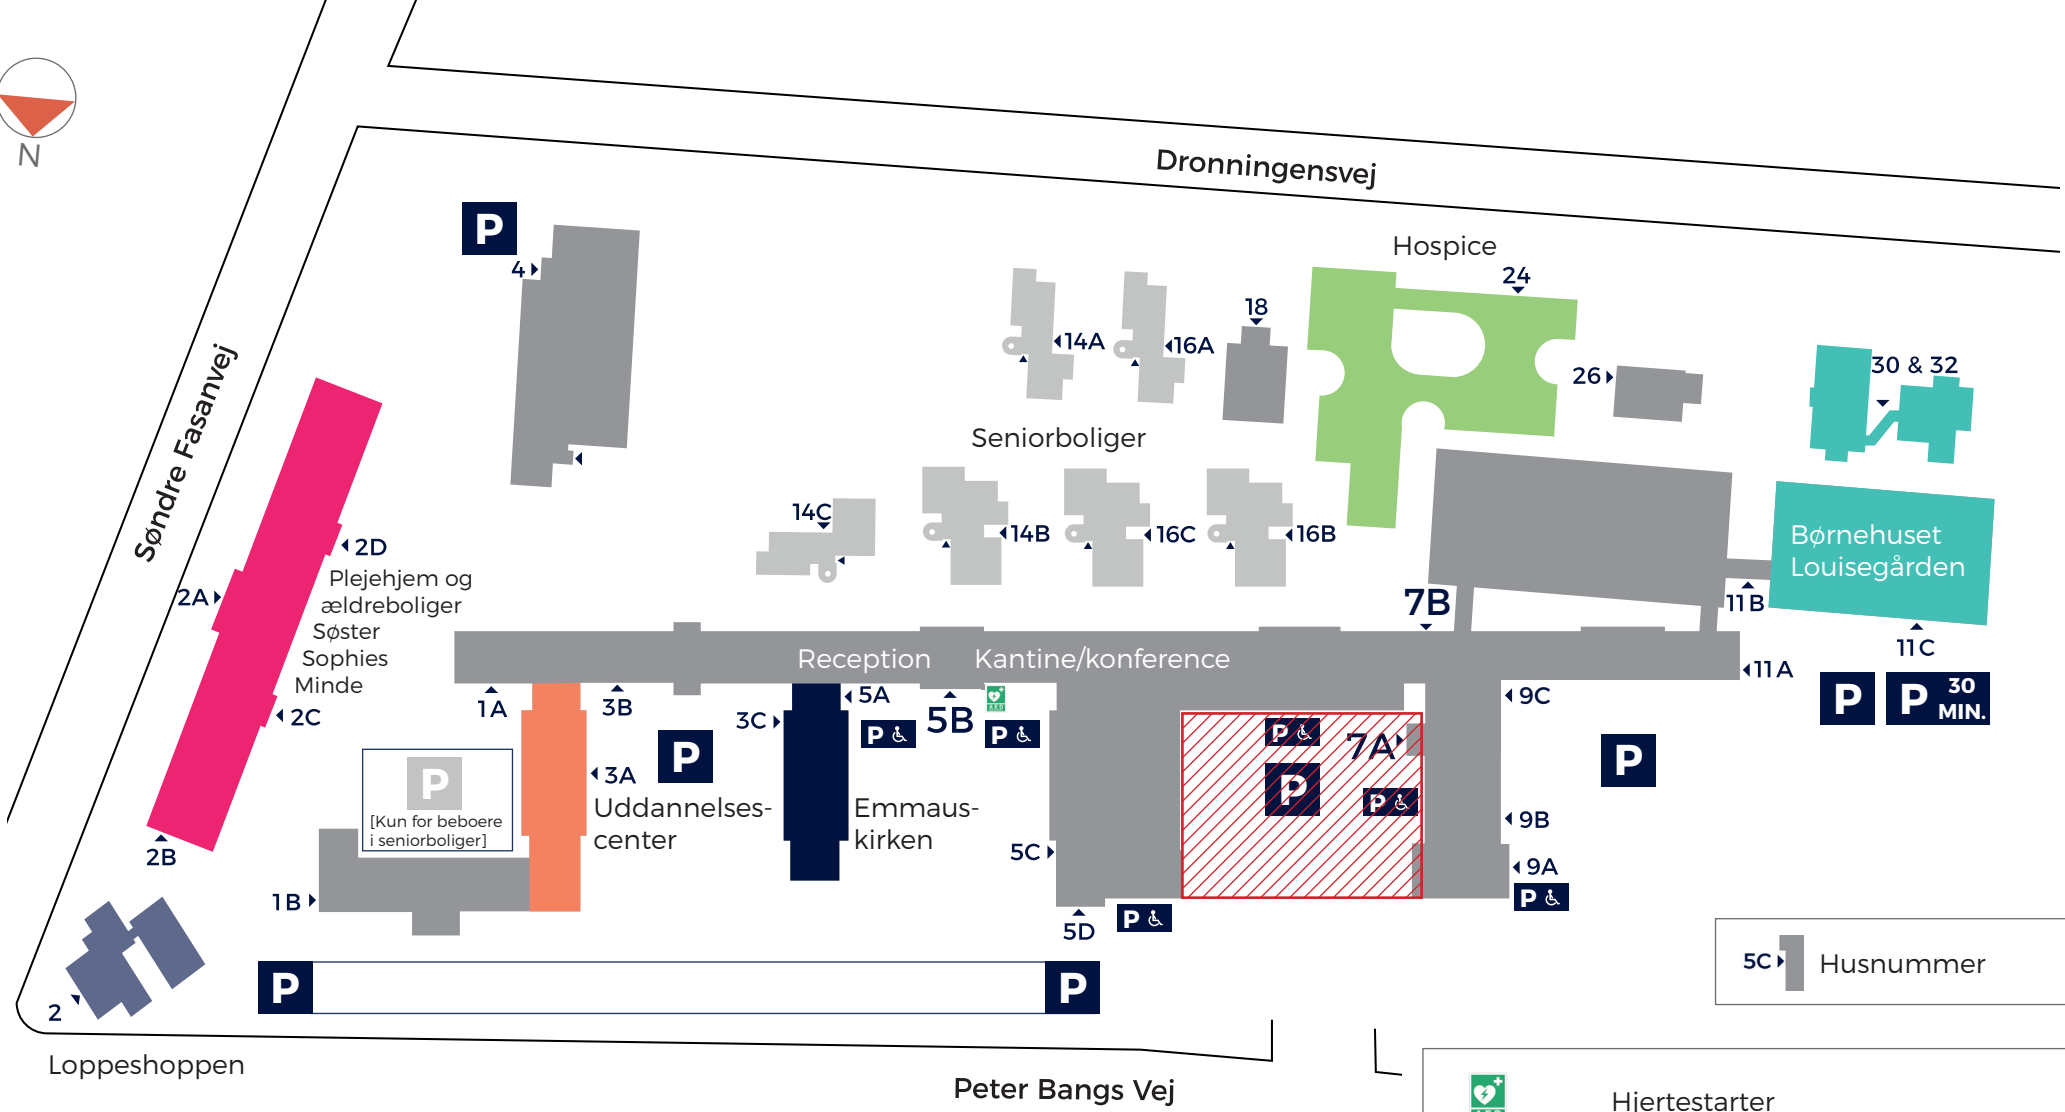 N
Dronningensvej
Søndre Fasanvej
P
4
Hospice
24
18
14A
16A
26
30 & 32
Seniorboliger
14C
14B
16C
16B
Børnehuset
Louisegården
2D
Plejehjem og
ældreboliger
Søster
Sophies
Minde
2A
2C
2B
7B
11B
11C
11A
Reception
Kantine/konference
1A
3B
5A
3C
5B
AED
P
P
9C
P
P 30
MIN.
P
P
7A
P
P
P
3A
P
[Kun for beboere
i seniorboliger]
Uddannelses-
center
Emmaus-
kirken
5C
9B
9A
P
1B
5D
P
2
P
P
5C
Husnummer
Loppeshoppen
Peter Bangs Vej
Hjertestarter